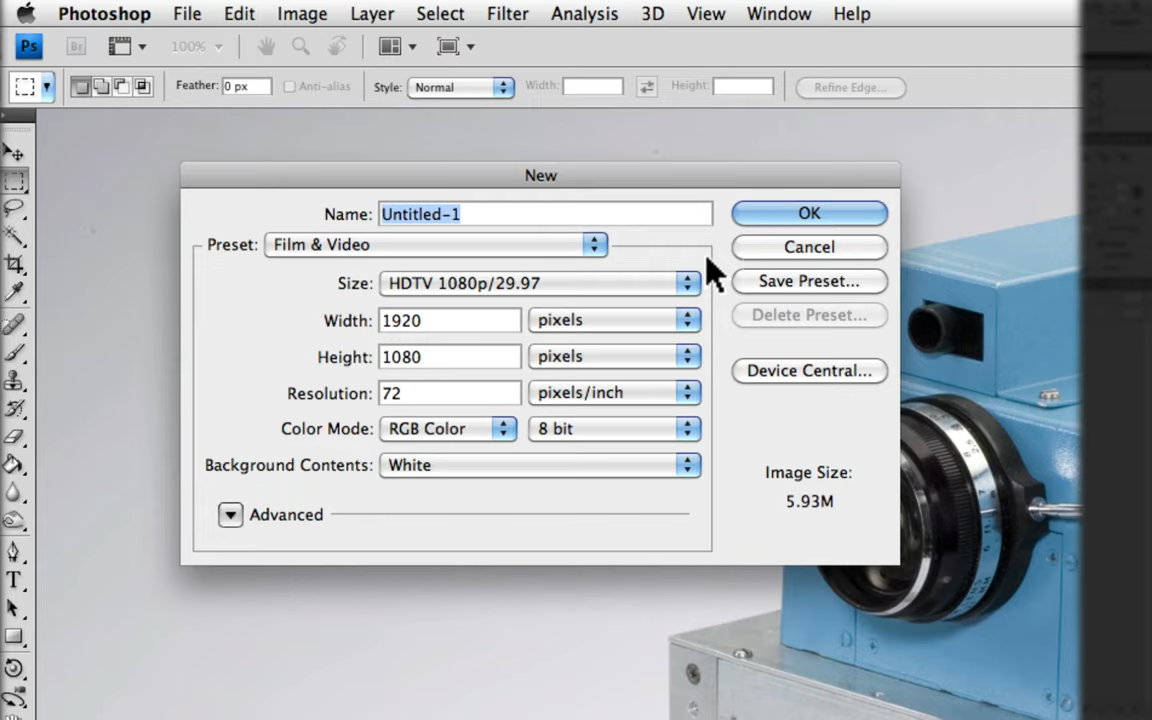 Photoshop File Edit Image Layer Select Filter Analysis 3D View Window Help
Ps Br 100%
Feather: 0 px Anti-alias Style: Normal Width: Height: Refine Edge...
New
Name: Untitled-1 OK
Preset: Film & Video Cancel
Size: HDTV 1080p/29.97 Save Preset...
Width: 1920 pixels Delete Preset...
Height: 1080 pixels
Device Central...
Resolution: 72 pixels/inch
Color Mode: RGB Color 8 bit
Background Contents: White
Image Size:
5.93M
Advanced